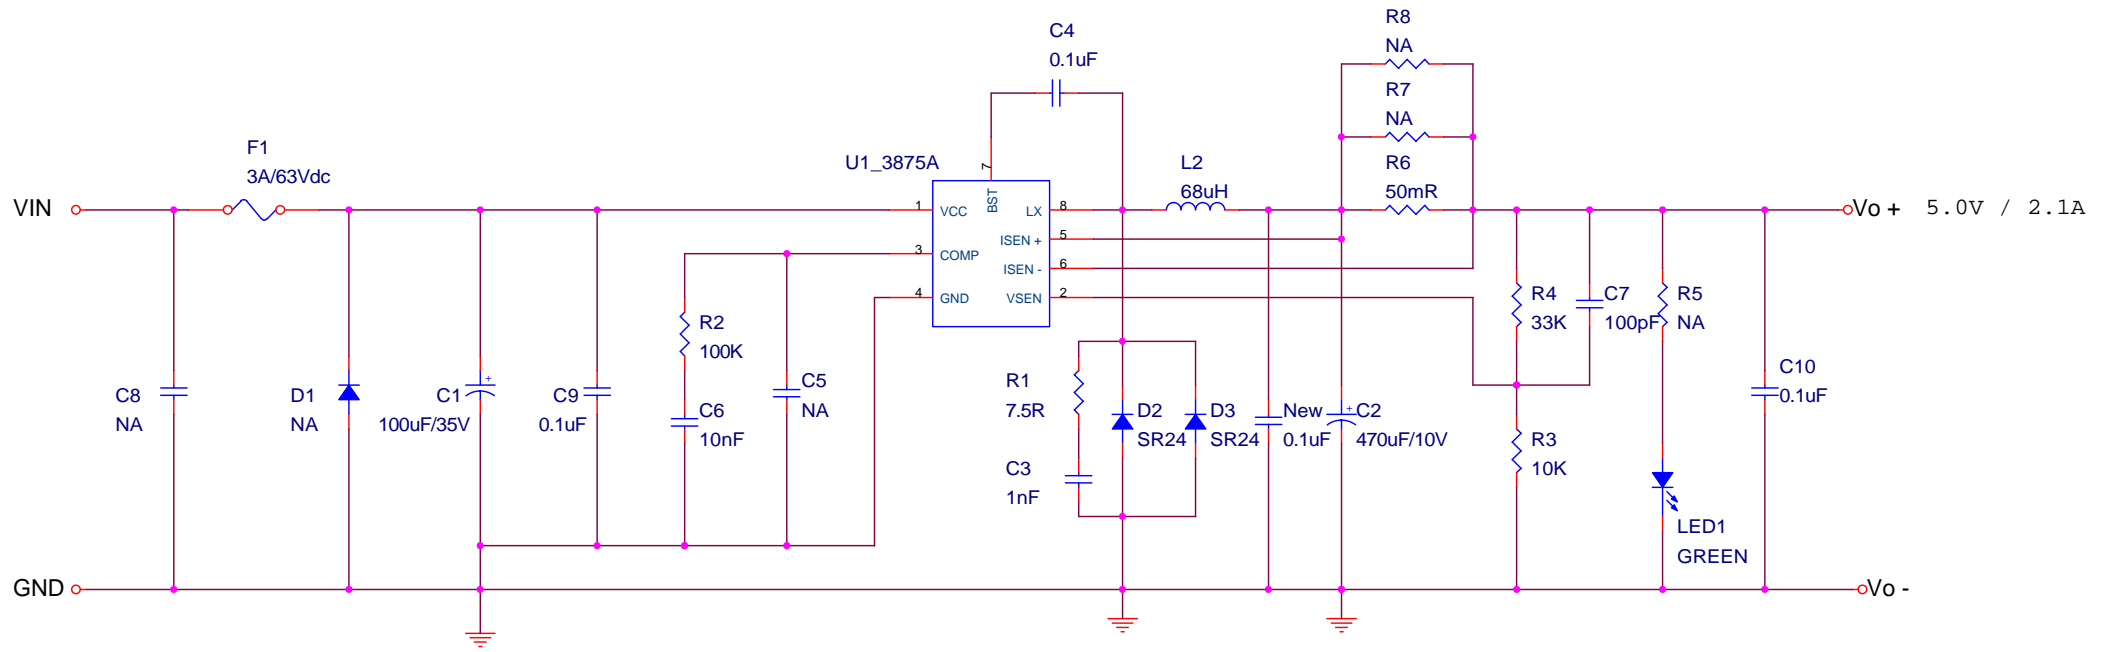 R8
NA
R7
NA
R6
50mR
C4
0.1uF
F1
3A/63Vdc
U1_3875A
L2
68uH
VIN
Vo + 5.0V / 2.1A
1
VCC
3
COMP
4
GND
7
BST
8
LX
5
ISEN +
6
ISEN -
2
VSEN
R2
100K
R4
33K
C7
100pF
R5
NA
C8
NA
D1
NA
C1
100uF/35V
+
C9
0.1uF
C6
10nF
C5
NA
R1
7.5R
C3
1nF
D2
SR24
D3
SR24
New
0.1uF
+
C2
470uF/10V
R3
10K
C10
0.1uF
LED1
GREEN
GND
Vo -